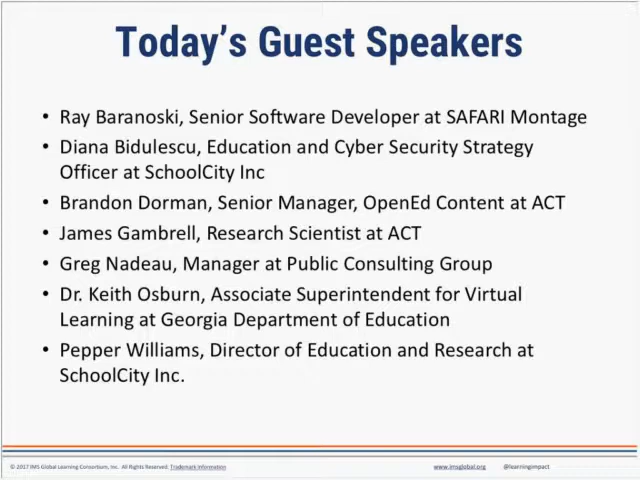 Today's Guest Speakers
• Ray Baranoski, Senior Software Developer at SAFARI Montage
• Diana Bidulescu, Education and Cyber Security Strategy
Officer at SchoolCity Inc
• Brandon Dorman, Senior Manager, OpenEd Content at ACT
• James Gambrell, Research Scientist at ACT
• Greg Nadeau, Manager at Public Consulting Group
• Dr. Keith Osburn, Associate Superintendent for Virtual
Learning at Georgia Department of Education
• Pepper Williams, Director of Education and Research at
SchoolCity Inc.
© 2017 IMS Global Learning Consortium, Inc. All Rights Reserved. Trademark Information www.imsglobal.org @learningimpact